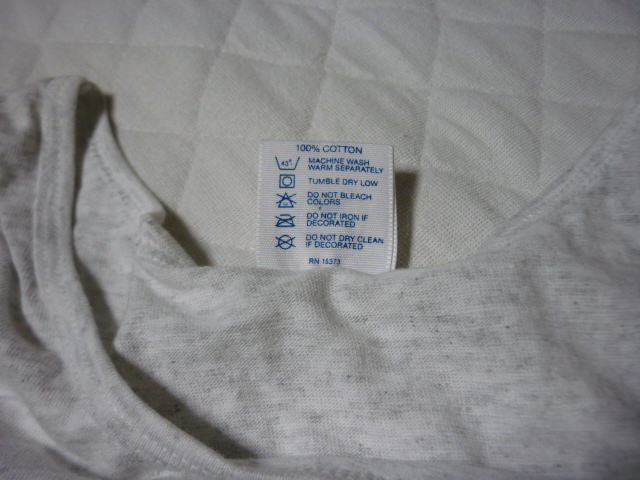 100% COTTON
43° MACHINE WASH
WARM SEPARATELY
TUMBLE DRY LOW
DO NOT BLEACH
COLORS
DO NOT IRON IF
DECORATED
DO NOT DRY CLEAN
IF DECORATED
RN 15373